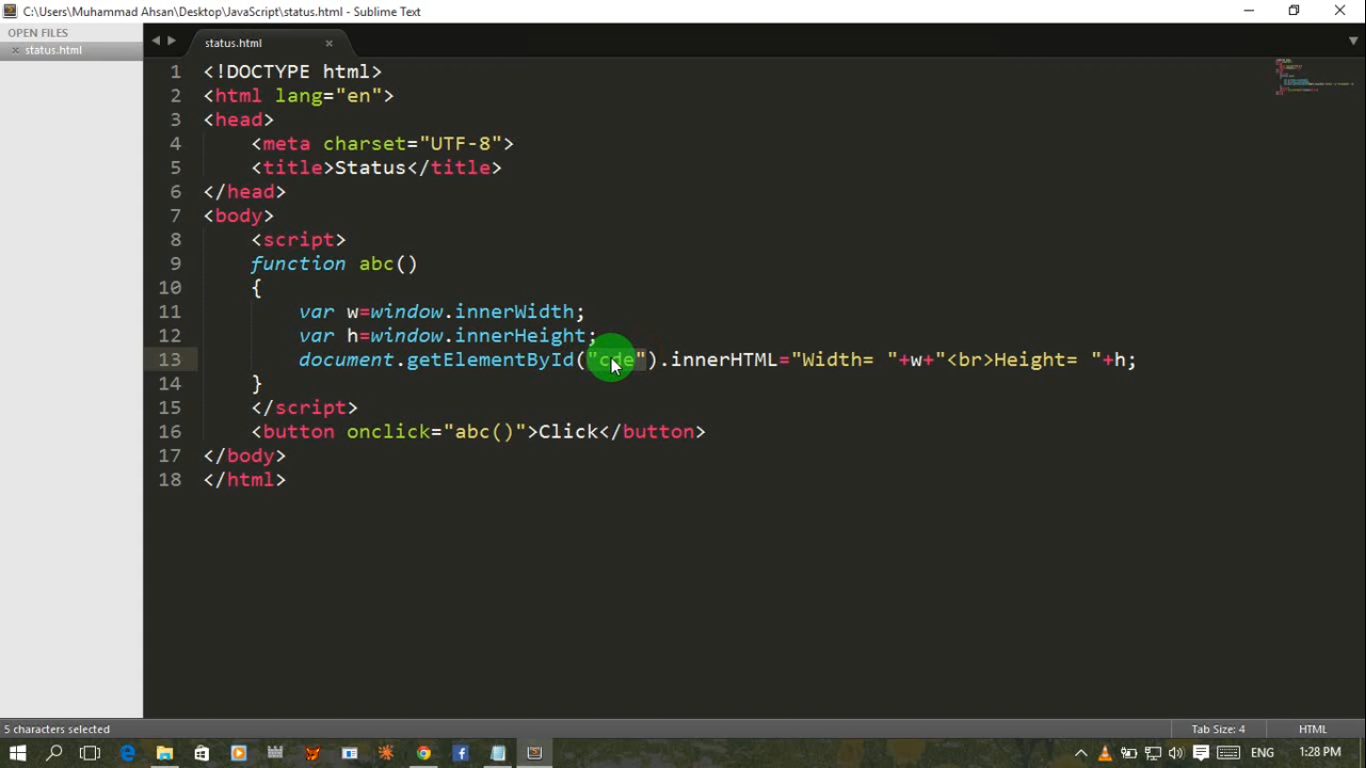 C:\Users\Muhammad Ahsan\Desktop\JavaScript\status.html - Sublime Text
OPEN FILES
status.html
status.html
1 <!DOCTYPE html>
2 <html lang="en">
3 <head>
4 <meta charset="UTF-8">
5 <title>Status</title>
6 </head>
7 <body>
8 <script>
9 function abc()
10 {
11 var w=window.innerWidth;
12 var h=window.innerHeight;
13 document.getElementById("cde").innerHTML="Width= "+w+"<br>Height= "+h;
14 }
15 </script>
16 <button onclick="abc()">Click</button>
17 </body>
18 </html>
5 characters selected
Tab Size: 4
HTML
ENG
1:28 PM